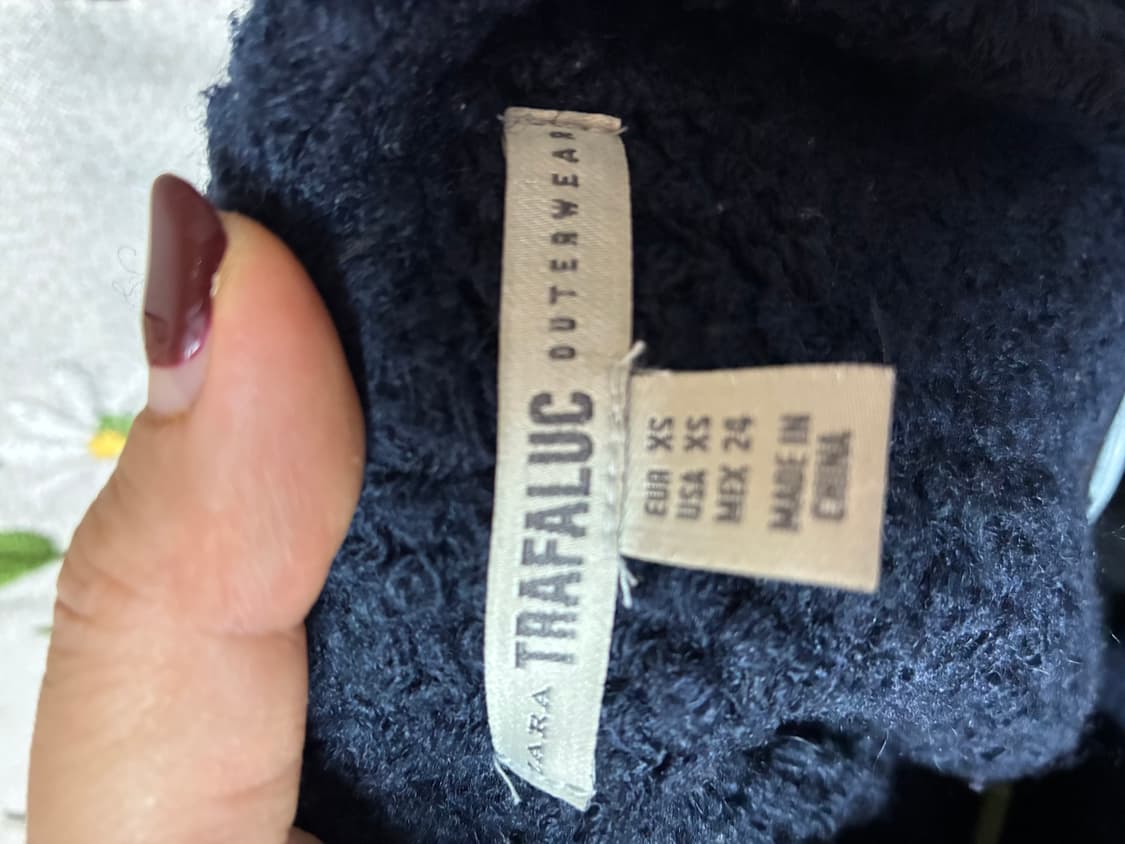 ZARA TRAFALUC OUTERWEAR
EUR XS
USA XS
MEX 24
MADE IN
CHINA